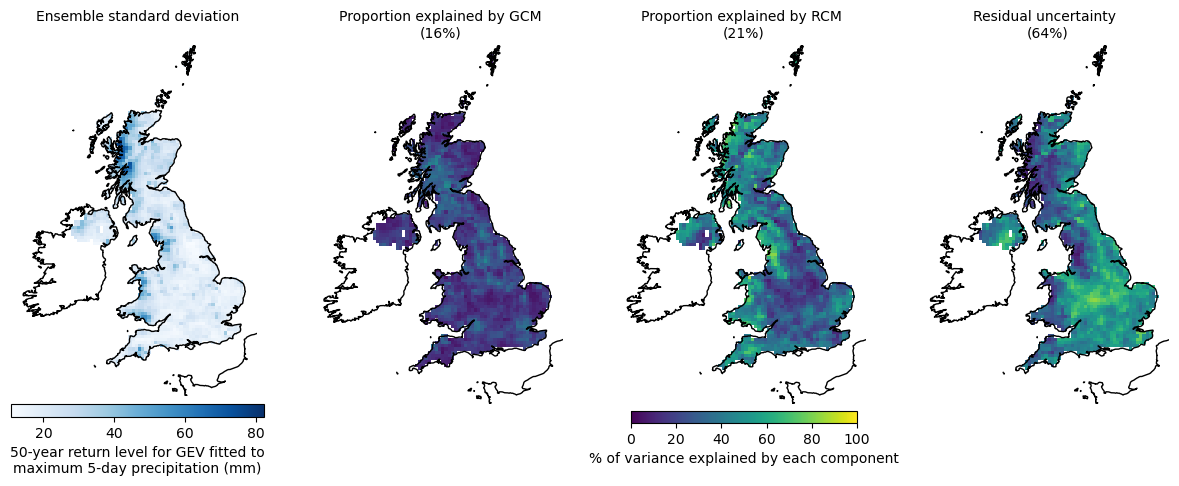 Ensemble standard deviation
Proportion explained by GCM
(16%)
Proportion explained by RCM
(21%)
Residual uncertainty
(64%)
20 40 60 80
50-year return level for GEV fitted to
maximum 5-day precipitation (mm)
0 20 40 60 80 100
% of variance explained by each component